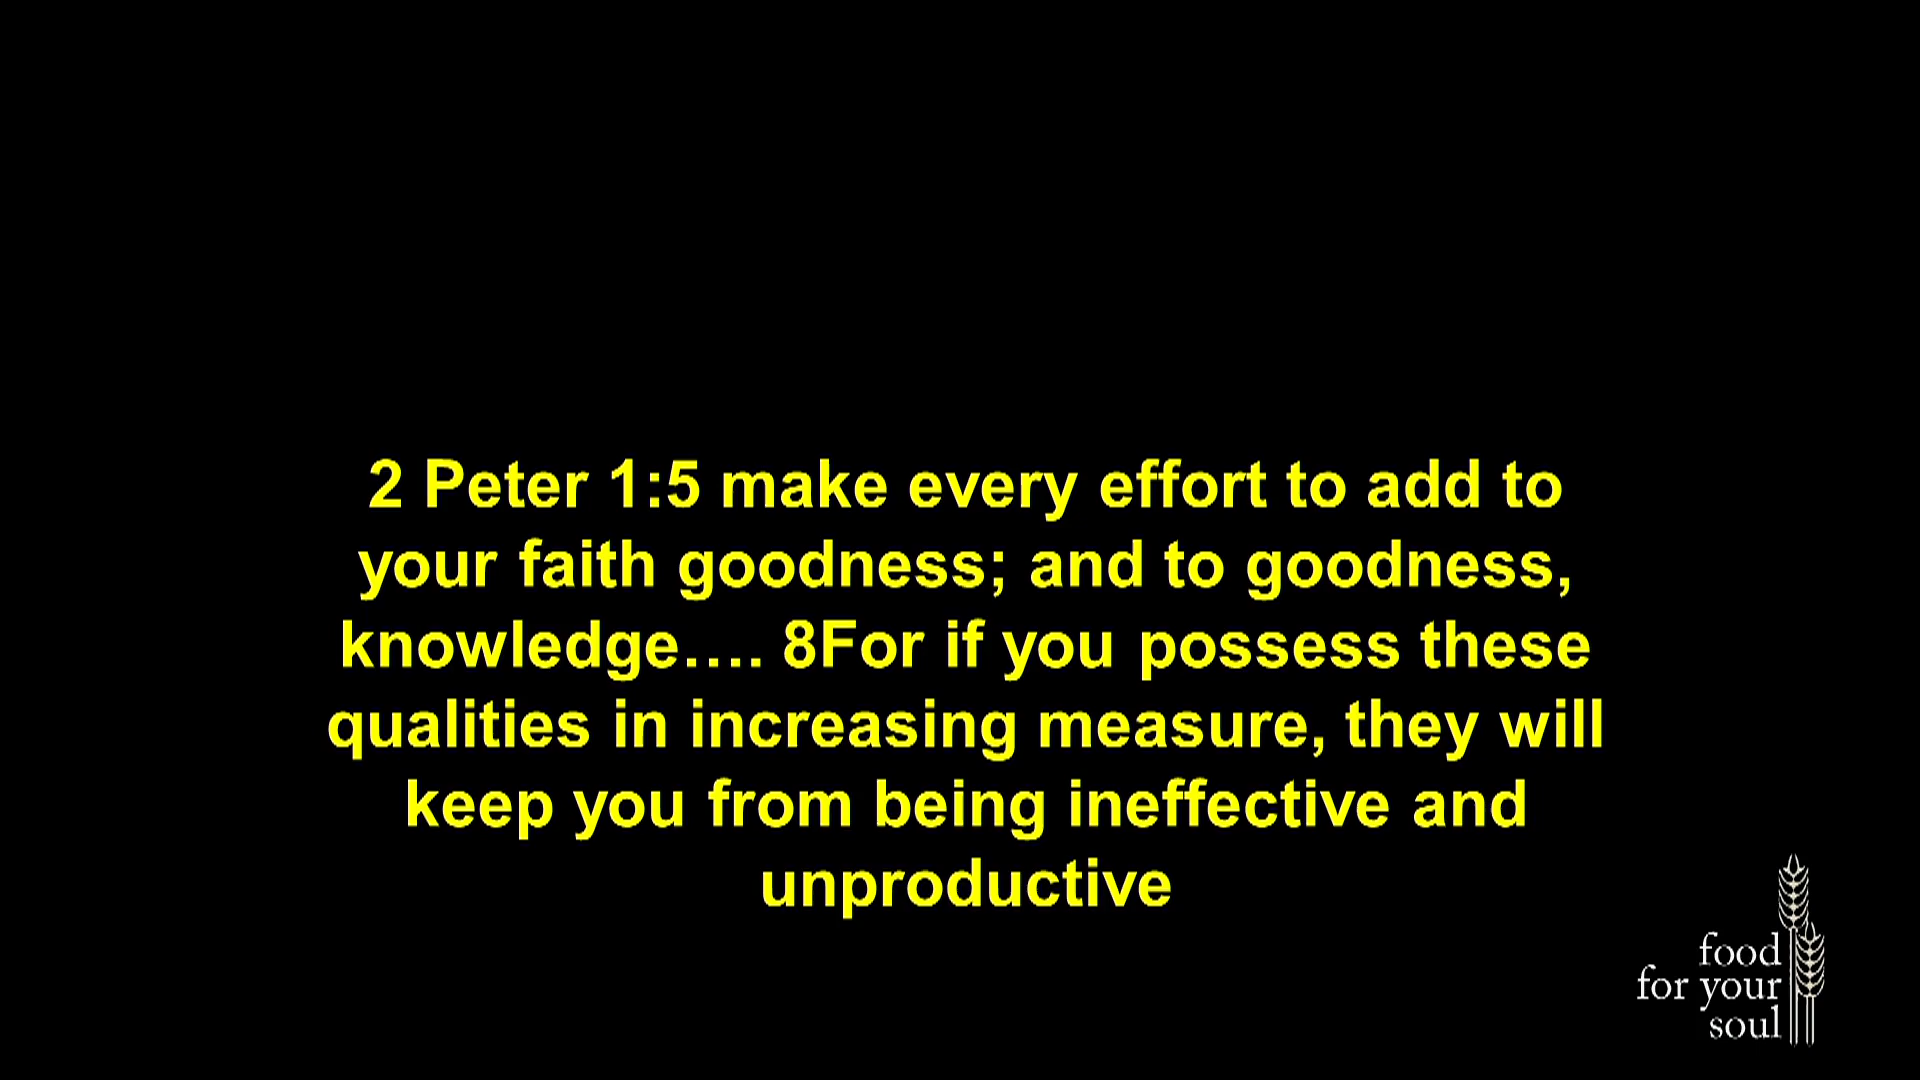 2 Peter 1:5 make every effort to add to
your faith goodness; and to goodness,
knowledge…. 8For if you possess these
qualities in increasing measure, they will
keep you from being ineffective and
unproductive
food
for your
soul